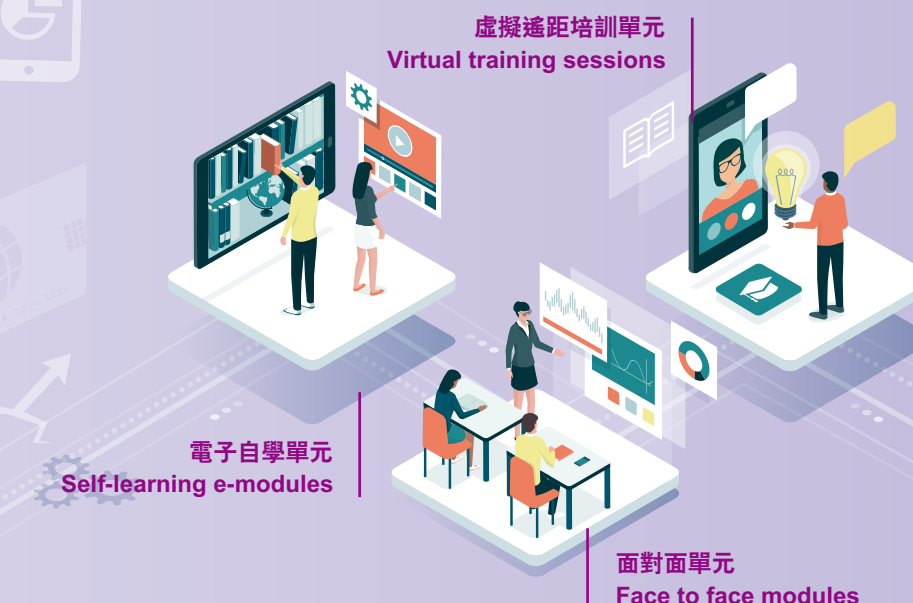 虛擬遙距培訓單元
Virtual training sessions
電子自學單元
Self-learning e-modules
面對面單元
Face to face modules